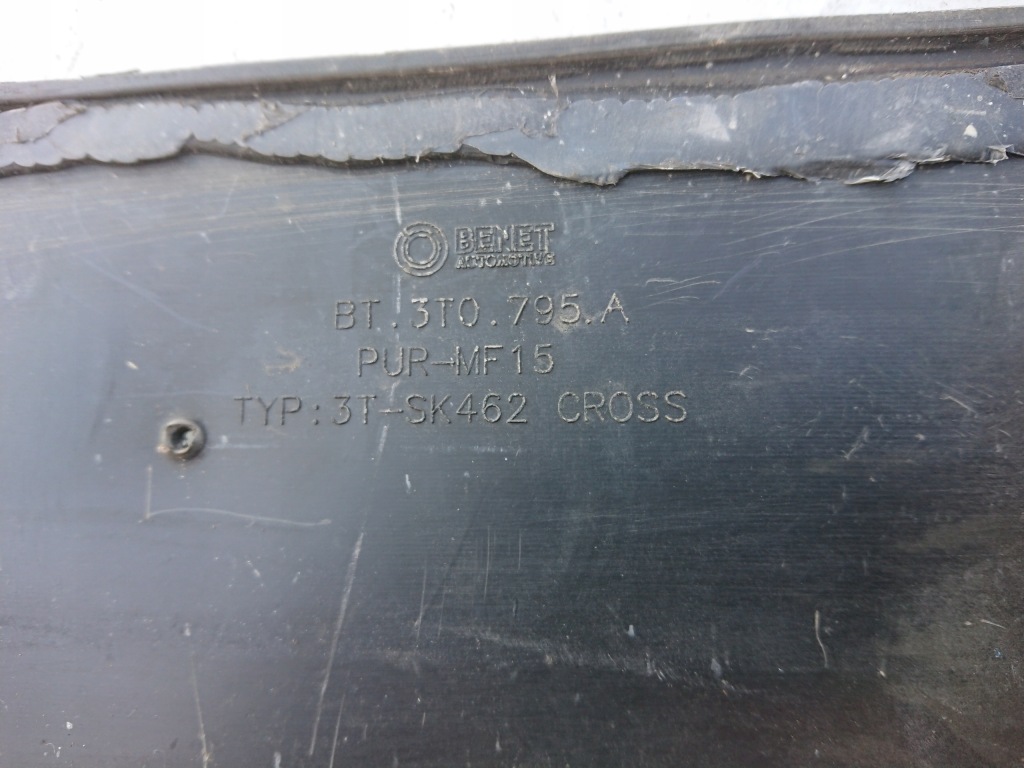 BENET
AUTOMOTIVE
BT.3T0.795.A
PUR-MF15
TYP:3T-SK462 CROSS